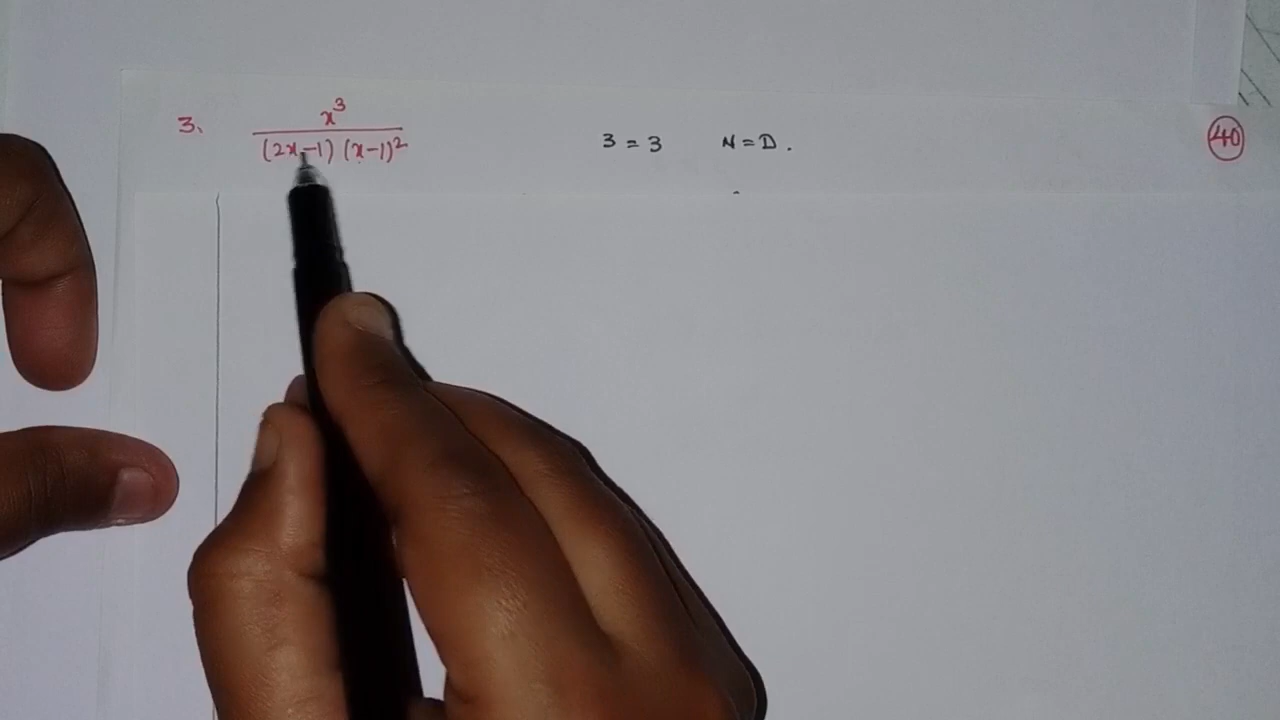 3. x³ / (2x-1) (x-1)² 3 = 3 N = D . 40